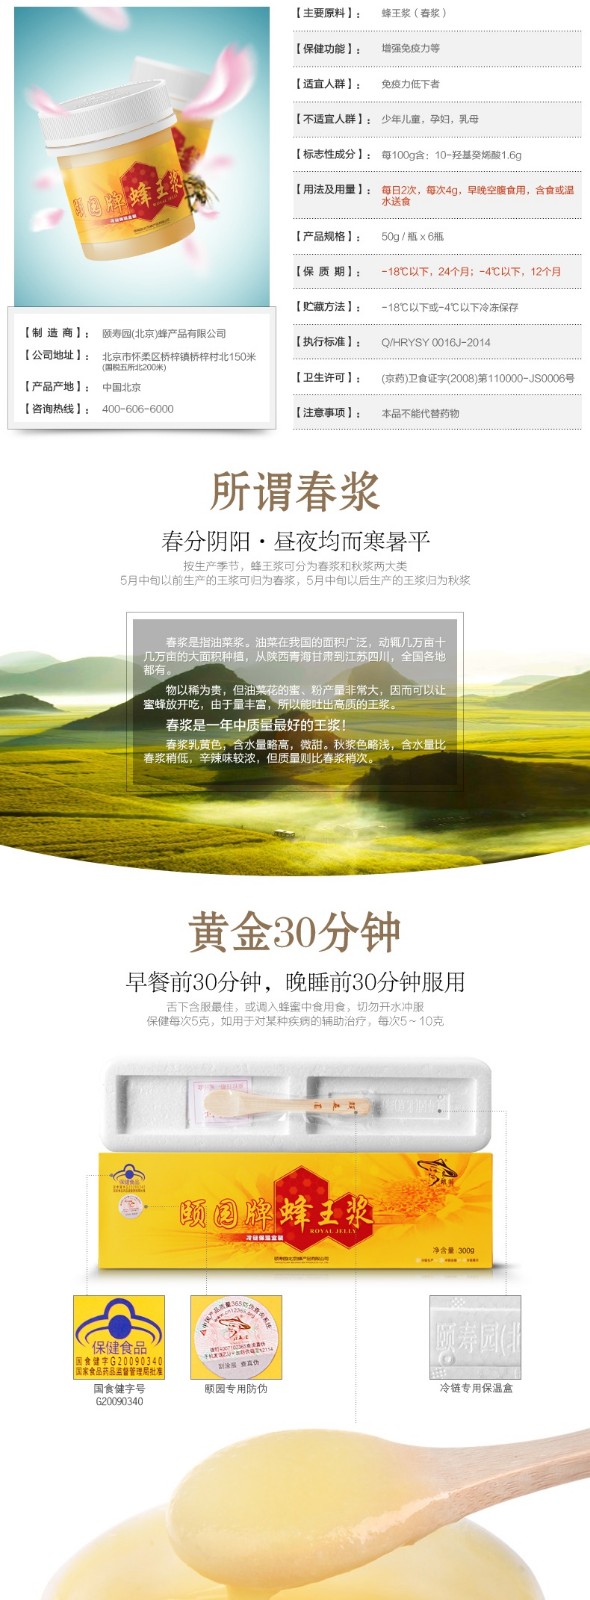 頤园牌 蜂王浆
ROYAL JELLY
【制 造 商】： 颐寿园(北京)蜂产品有限公司
【公司地址】： 北京市怀柔区桥梓镇桥梓村北150米
(国税五所北200米)
【产品产地】： 中国北京
【咨询热线】： 400-606-6000
【主要原料】： 蜂王浆（春浆）
【保健功能】： 增强免疫力等
【适宜人群】： 免疫力低下者
【不适宜人群】： 少年儿童，孕妇，乳母
【标志性成分】： 每100g含：10-羟基癸烯酸1.6g
【用法及用量】： 每日2次，每次4g，早晚空腹食用，含食或温
水送食
【产品规格】： 50g / 瓶 x 6瓶
【保 质 期】： -18℃以下，24个月；-4℃以下，12个月
【贮藏方法】： -18℃以下或-4℃以下冷冻保存
【执行标准】： Q/HRYSY 0016J-2014
【卫生许可】： (京药)卫食证字(2008)第110000-JS0006号
【注意事项】： 本品不能代替药物
所谓春浆
春分阴阳·昼夜均而寒暑平
按生产季节，蜂王浆可分为春浆和秋浆两大类
5月中旬以前生产的王浆可归为春浆，5月中旬以后生产的王浆归为秋浆
春浆是指油菜浆。油菜在我国的面积广泛，动辄几万亩十
几万亩的大面积种植，从陕西青海甘肃到江苏四川，全国各地
都有。
物以稀为贵，但油菜花的蜜、粉产量非常大，因而可以让
蜜蜂放开吃，由于量丰富，所以能吐出高质的王浆。
春浆是一年中质量最好的王浆！
春浆乳黄色，含水量略高，微甜。秋浆色略浅，含水量比
春浆稍低，辛辣味较浓，但质量则比春浆稍次。
黄金30分钟
早餐前30分钟，晚睡前30分钟服用
舌下含服最佳，或调入蜂蜜中食用食，切勿开水冲服
保健每次5克，如用于对某种疾病的辅助治疗，每次5～10克
保健食品
頤园牌 蜂王浆
ROYAL JELLY
冷链保温盒装
颐寿园(北京)蜂产品有限公司
净含量: 300g
保健食品
国食健字G20090340
国家食品药品监督管理局批准
颐寿园(北
国食健字号
G20090340
颐园专用防伪
冷链专用保温盒